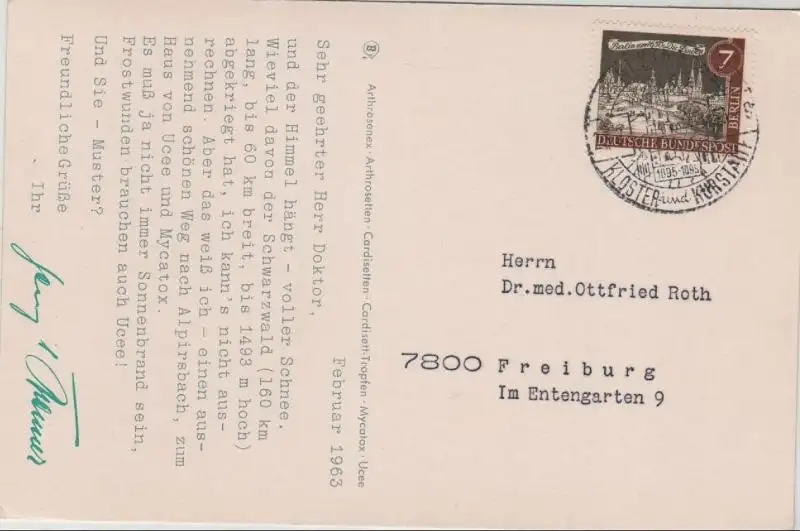 Ⓑ Arthrosenex · Arthrosetten · Cardisetten · Cardisett-Tropfen · Mycatox · Ucee
Februar 1963
Sehr geehrter Herr Doktor,
und der Himmel hängt - voller Schnee.
Wieviel davon der Schwarzwald (160 km
lang, bis 60 km breit, bis 1493 m hoch)
abgekriegt hat, ich kann's nicht aus-
rechnen. Aber das weiß ich - einen aus-
nehmend schönen Weg nach Alpirsbach, zum
Haus von Ucee und Mycatox.
Es muß ja nicht immer Sonnenbrand sein,
Frostwunden brauchen auch Ucee!
Und Sie - Muster?
Freundliche Grüße
Ihr
7
BERLIN
DEUTSCHE BUNDESPOST
1095-1895
KLOSTER und KURSTADT
Herrn
Dr.med.Ottfried Roth
7800 Freiburg
Im Entengarten 9